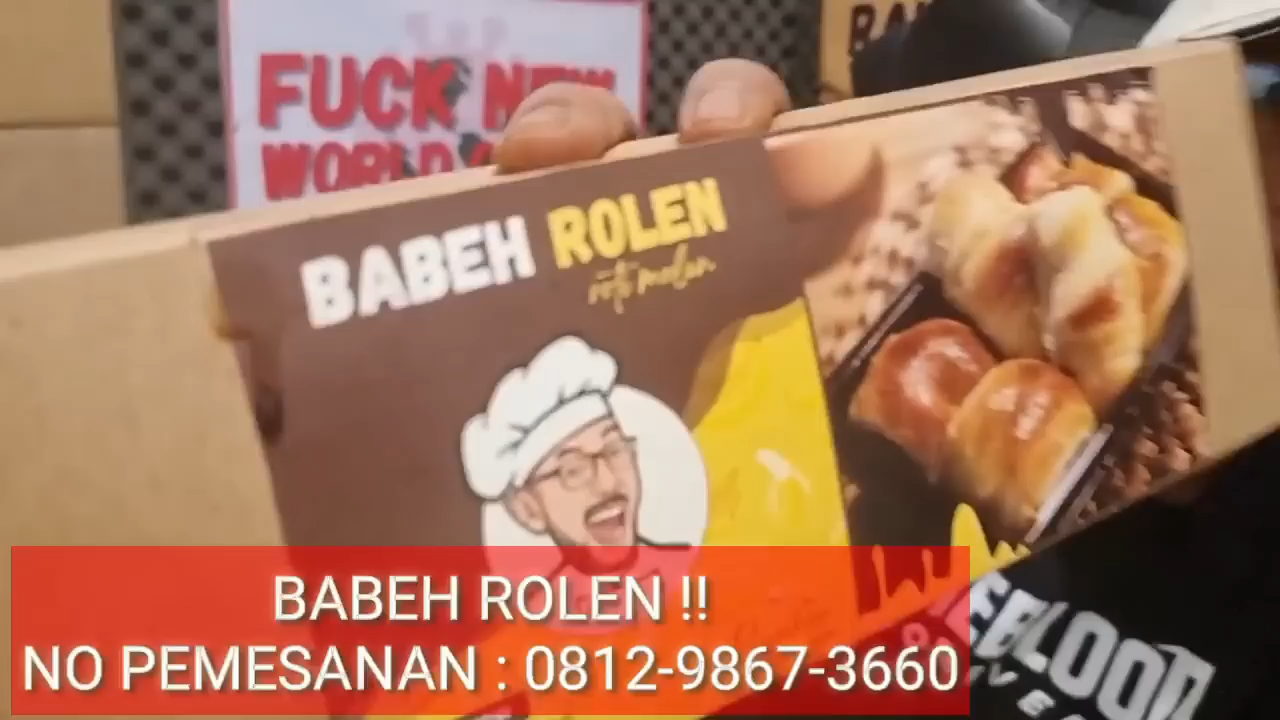 FUCK NEW
WORLD
BABEH ROLEN
roti molen
BABEH ROLEN !!
NO PEMESANAN : 0812-9867-3660